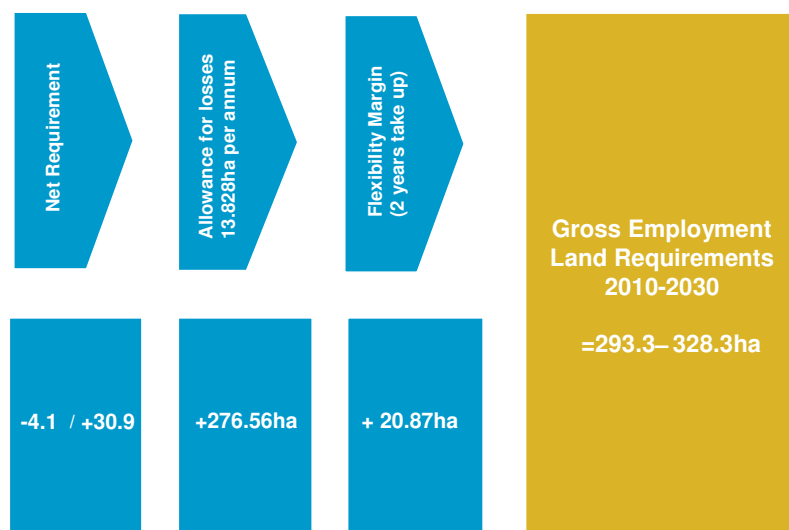 Net Requirement
Allowance for losses
13.828ha per annum
Flexibility Margin
(2 years take up)
Gross Employment
Land Requirements
2010-2030
=293.3– 328.3ha
-4.1 / +30.9
+276.56ha
+ 20.87ha